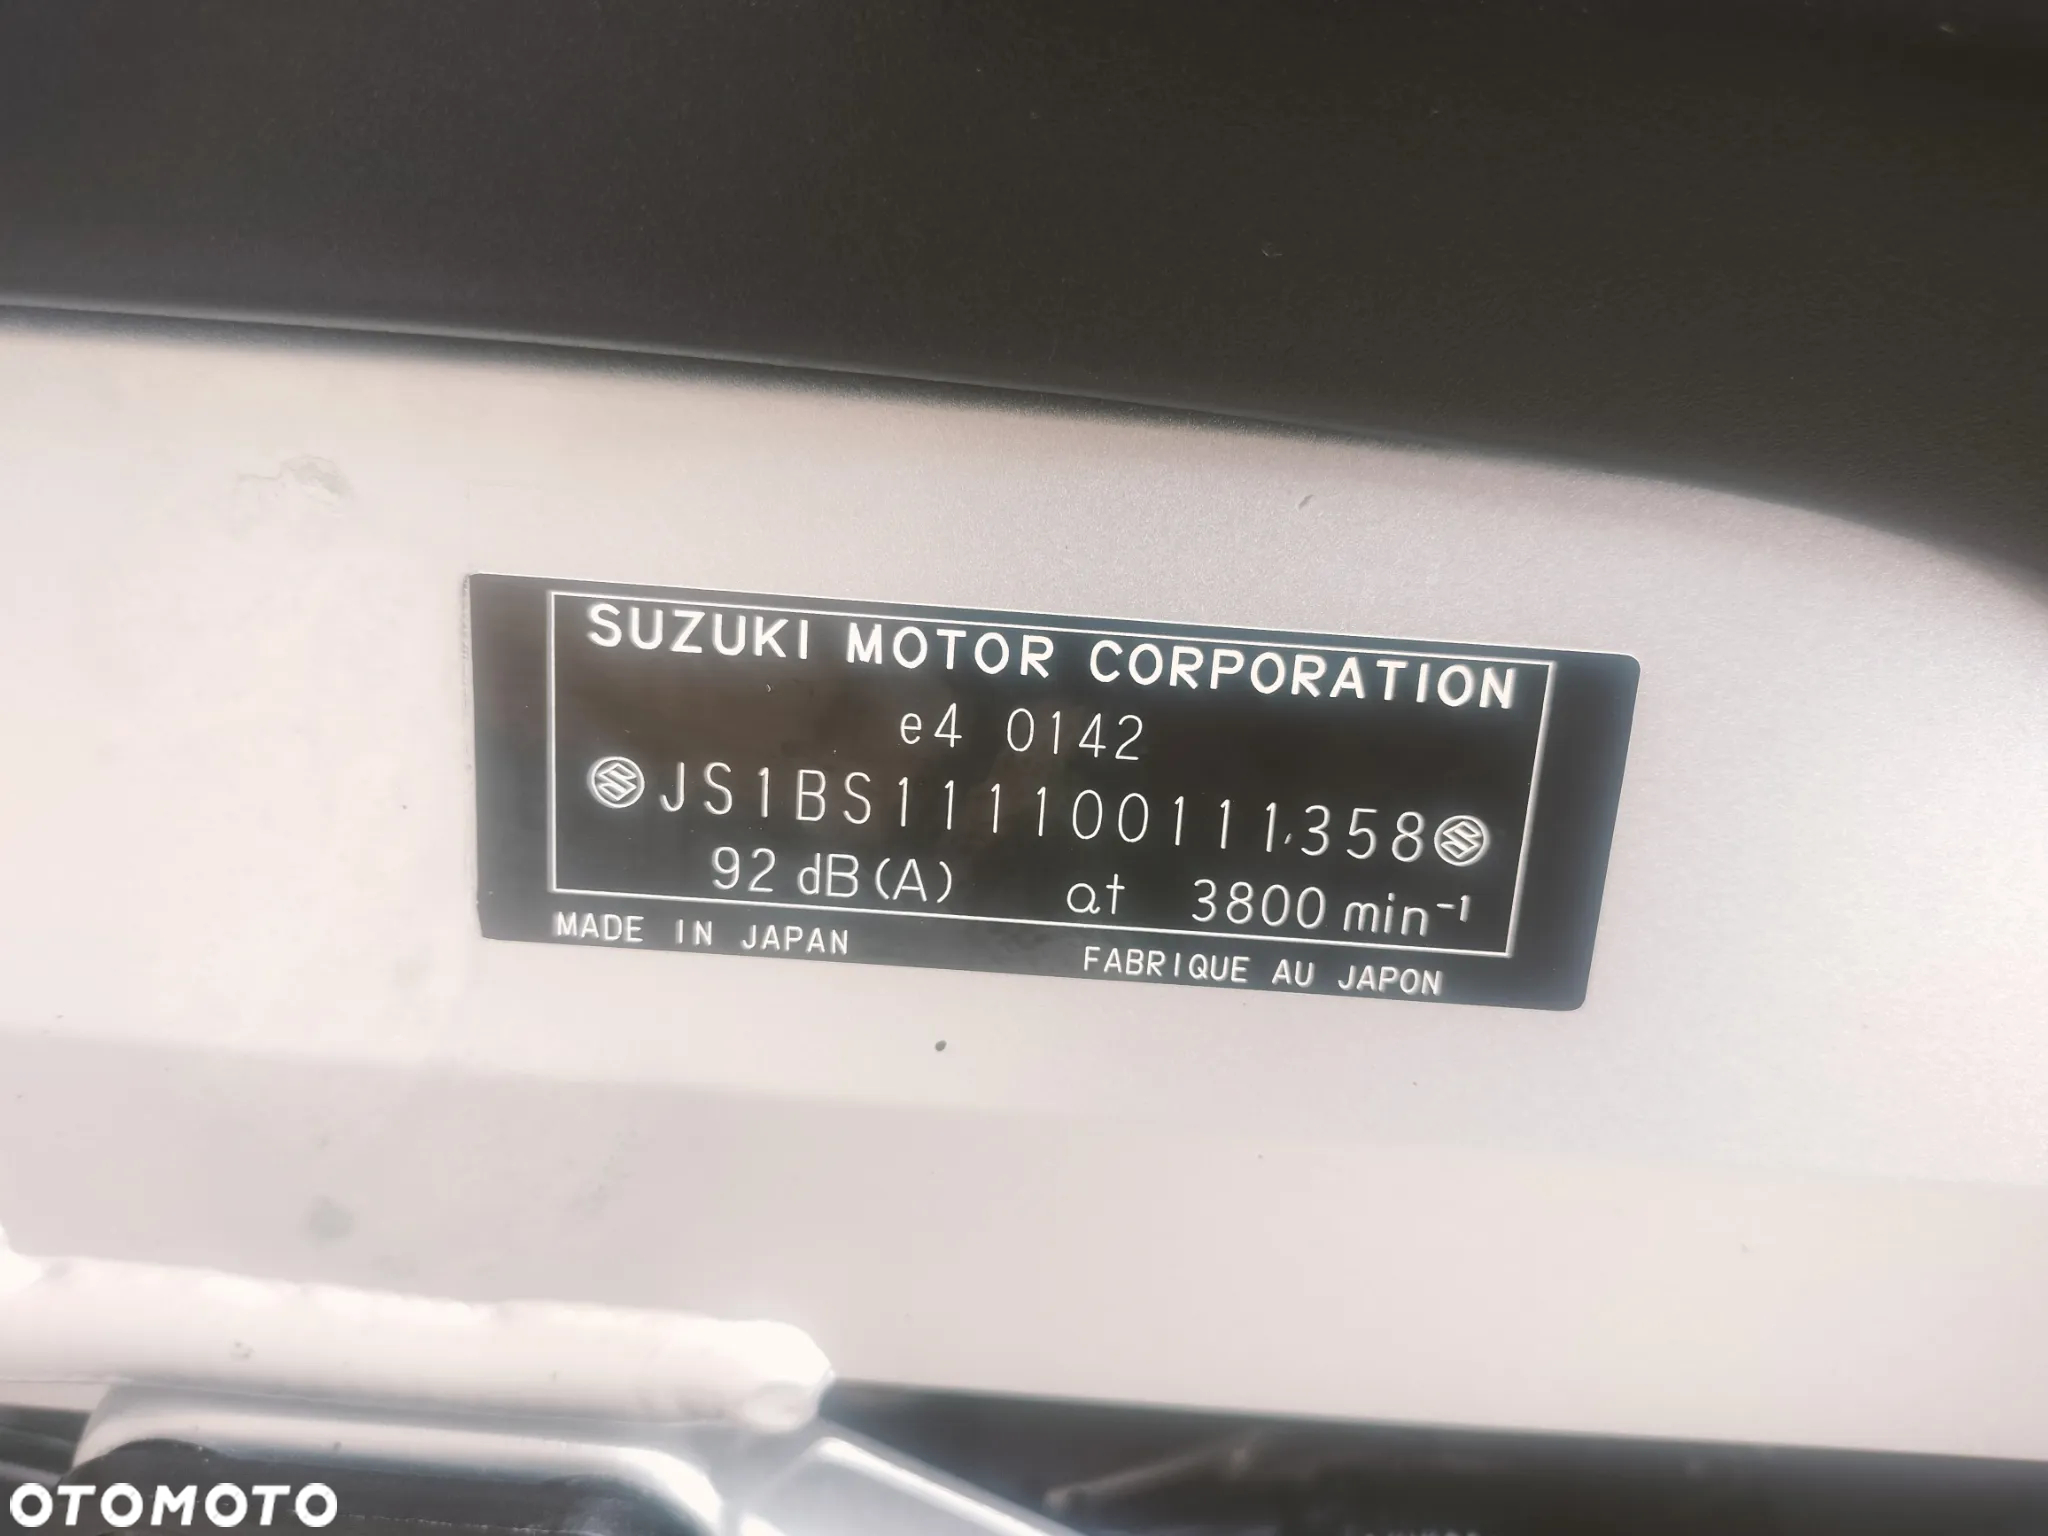 SUZUKI MOTOR CORPORATION
e4 0142
JS1BS111100111358
92 dB(A) at 3800 min⁻¹
MADE IN JAPAN FABRIQUE AU JAPON
OTOMOTO